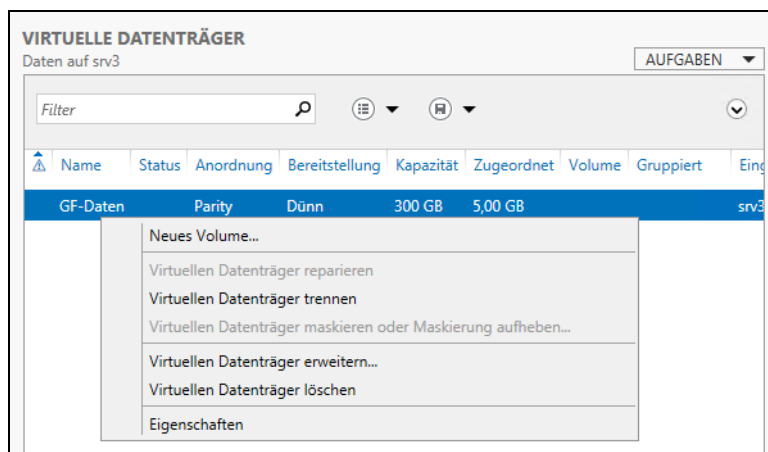 VIRTUELLE DATENTRÄGER
Daten auf srv3
AUFGABEN
Filter
Name Status Anordnung Bereitstellung Kapazität Zugeordnet Volume Gruppiert Eing
GF-Daten Parity Dünn 300 GB 5,00 GB srv3
Neues Volume...
Virtuellen Datenträger reparieren
Virtuellen Datenträger trennen
Virtuellen Datenträger maskieren oder Maskierung aufheben...
Virtuellen Datenträger erweitern...
Virtuellen Datenträger löschen
Eigenschaften